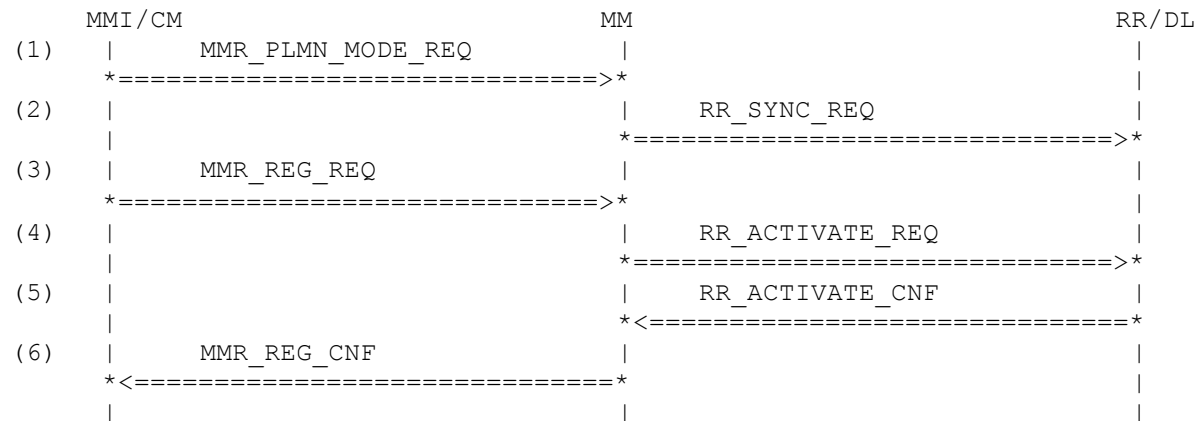 MMI/CM MM RR/DL
(1) | MMR_PLMN_MODE_REQ | |
*==============================>* |
(2) | | RR_SYNC_REQ |
| *==============================>*
(3) | MMR_REG_REQ | |
*==============================>* |
(4) | | RR_ACTIVATE_REQ |
| *==============================>*
(5) | | RR_ACTIVATE_CNF |
| *<==============================*
(6) | MMR_REG_CNF | |
*<==============================* |
| | |